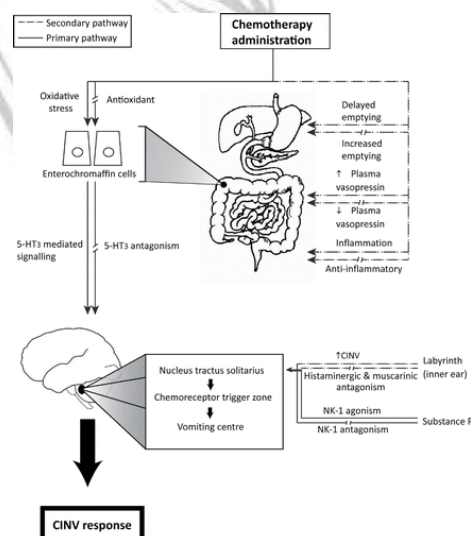 Secondary pathway
Primary pathway
Chemotherapy
administration
Oxidative
stress
Antioxidant
Enterochromaffin cells
Delayed
emptying
Increased
emptying
↑ Plasma
vasopressin
↓ Plasma
vasopressin
Inflammation
Anti-inflammatory
5-HT3 mediated
signalling
5-HT3 antagonism
Nucleus tractus solitarius
Chemoreceptor trigger zone
Vomiting centre
↑CINV
Histaminergic & muscarinic
antagonism
Labyrinth
(inner ear)
NK-1 agonism
NK-1 antagonism
Substance P
CINV response